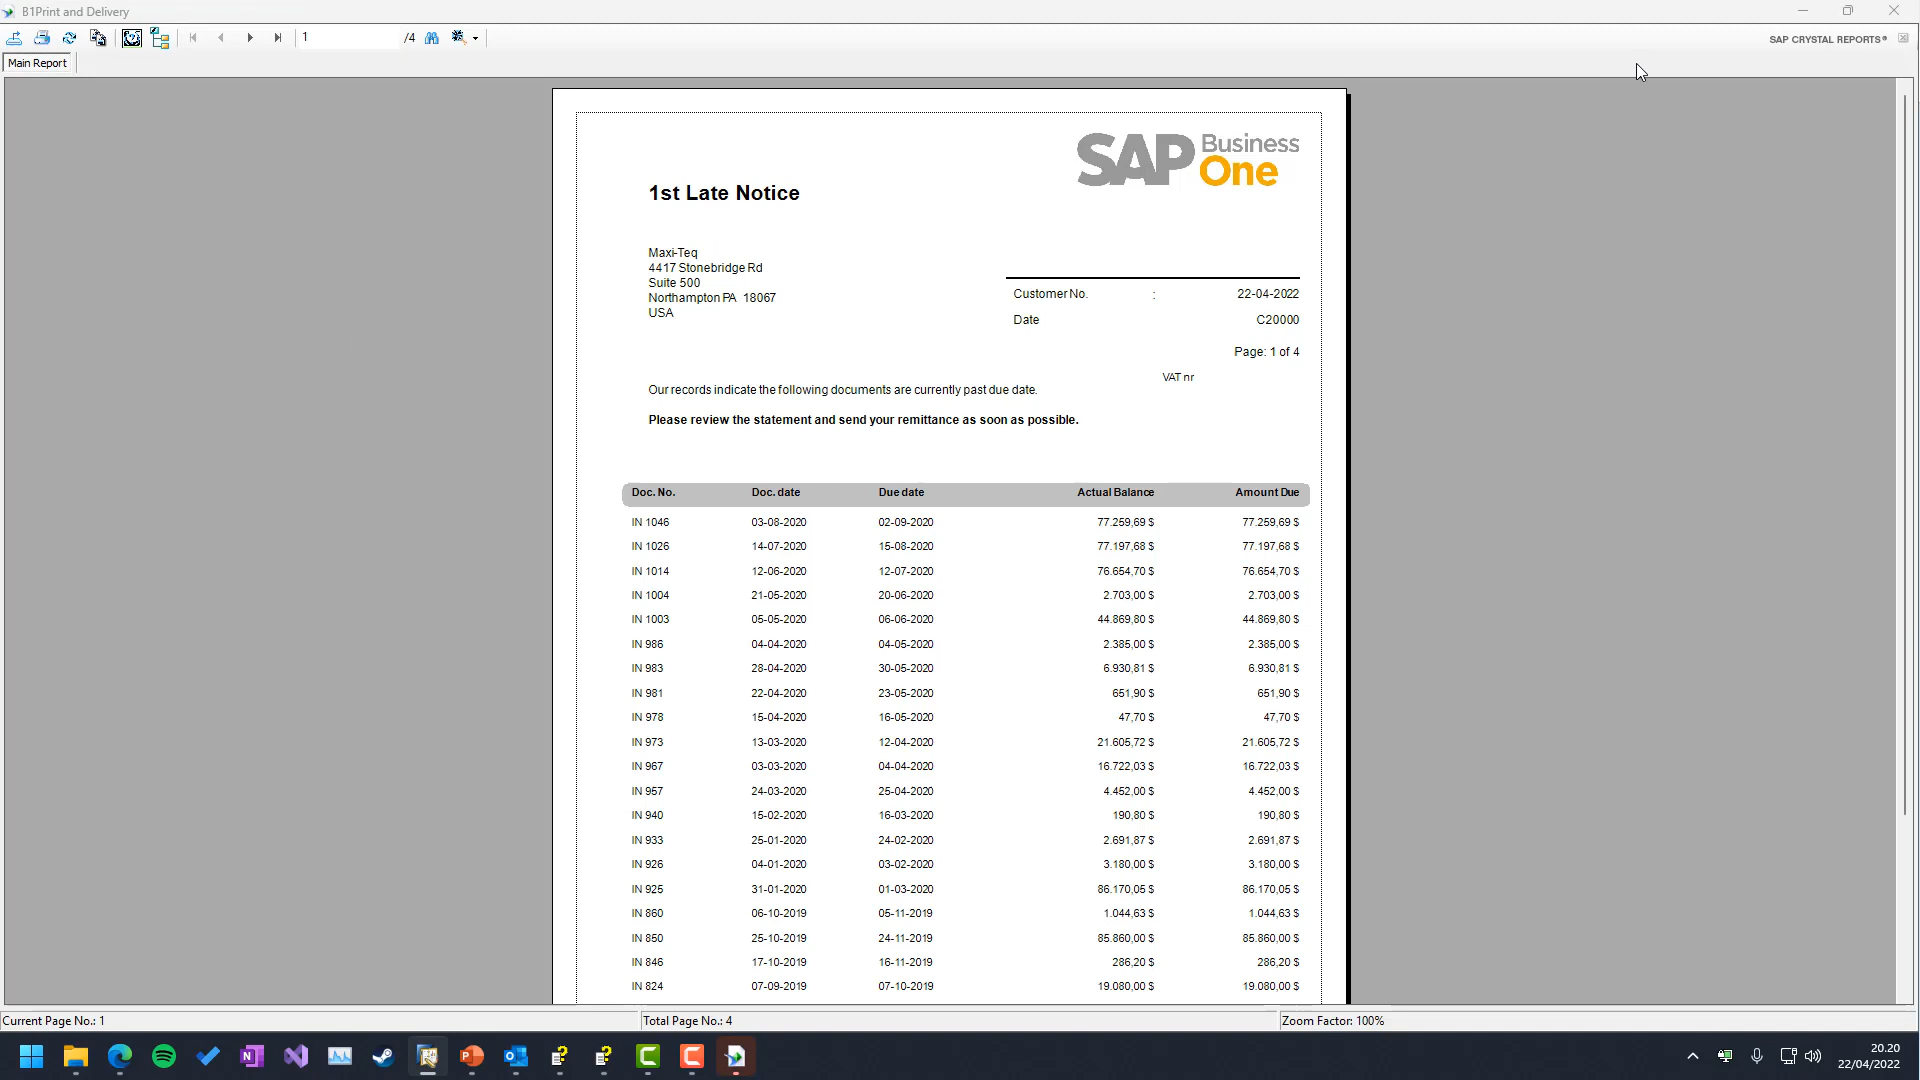 B1Print and Delivery
1 /4
SAP CRYSTAL REPORTS®
Main Report
SAP Business One
1st Late Notice
Maxi-Teq
4417 Stonebridge Rd
Suite 500
Northampton PA 18067
USA
Customer No. : 22-04-2022
Date C20000
Page: 1 of 4
VAT nr
Our records indicate the following documents are currently past due date.
Please review the statement and send your remittance as soon as possible.
Doc. No. Doc. date Due date Actual Balance Amount Due
IN 1046 03-08-2020 02-09-2020 77.259,69 $ 77.259,69 $
IN 1026 14-07-2020 15-08-2020 77.197,68 $ 77.197,68 $
IN 1014 12-06-2020 12-07-2020 76.654,70 $ 76.654,70 $
IN 1004 21-05-2020 20-06-2020 2.703,00 $ 2.703,00 $
IN 1003 05-05-2020 06-06-2020 44.869,80 $ 44.869,80 $
IN 986 04-04-2020 04-05-2020 2.385,00 $ 2.385,00 $
IN 983 28-04-2020 30-05-2020 6.930,81 $ 6.930,81 $
IN 981 22-04-2020 23-05-2020 651,90 $ 651,90 $
IN 978 15-04-2020 16-05-2020 47,70 $ 47,70 $
IN 973 13-03-2020 12-04-2020 21.605,72 $ 21.605,72 $
IN 967 03-03-2020 04-04-2020 16.722,03 $ 16.722,03 $
IN 957 24-03-2020 25-04-2020 4.452,00 $ 4.452,00 $
IN 940 15-02-2020 16-03-2020 190,80 $ 190,80 $
IN 933 25-01-2020 24-02-2020 2.691,87 $ 2.691,87 $
IN 926 04-01-2020 03-02-2020 3.180,00 $ 3.180,00 $
IN 925 31-01-2020 01-03-2020 86.170,05 $ 86.170,05 $
IN 860 06-10-2019 05-11-2019 1.044,63 $ 1.044,63 $
IN 850 25-10-2019 24-11-2019 85.860,00 $ 85.860,00 $
IN 846 17-10-2019 16-11-2019 286,20 $ 286,20 $
IN 824 07-09-2019 07-10-2019 19.080,00 $ 19.080,00 $
Current Page No.: 1 Total Page No.: 4 Zoom Factor: 100%
20.20
22/04/2022